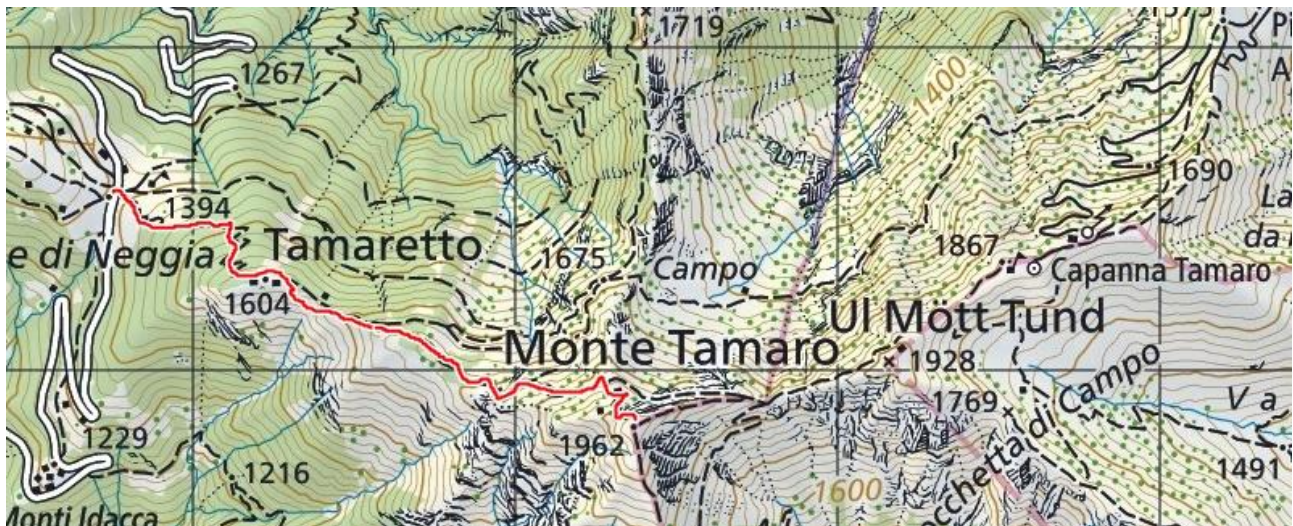 1719
Pi
1267
A
1400
1690
1394
La
e di Neggia
Tamaretto
1675
Campo
1867
da
Capanna Tamaro
1604
Ul Mött Tund
Monte Tamaro
1928
1769
Bocchetta di Campo
V a
1229
1962
1491
1216
1600
Monti Idacca